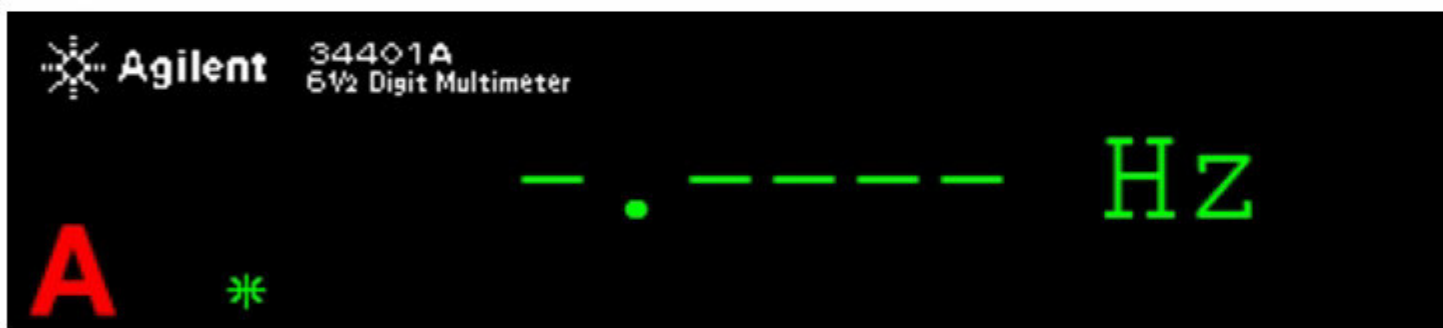 Agilent 34401A
6½ Digit Multimeter
-.---- Hz
A *